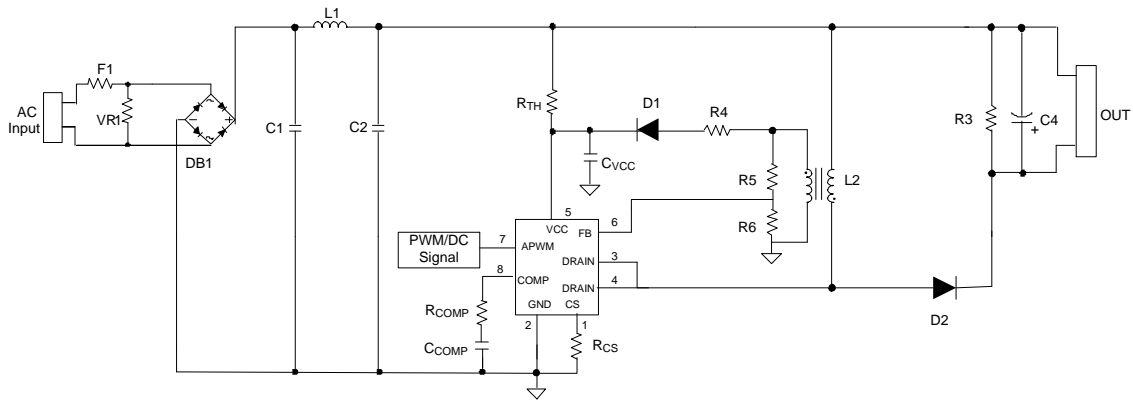 L1
F1
AC
Input
VR1
DB1
C1
C2
RTH
D1
R4
CVCC
R5
R6
L2
R3
C4
+
OUT
5
VCC
6
FB
PWM/DC
Signal
7
APWM
DRAIN
3
8
COMP
DRAIN
4
GND
CS
2
1
RCOMP
CCOMP
RCS
D2